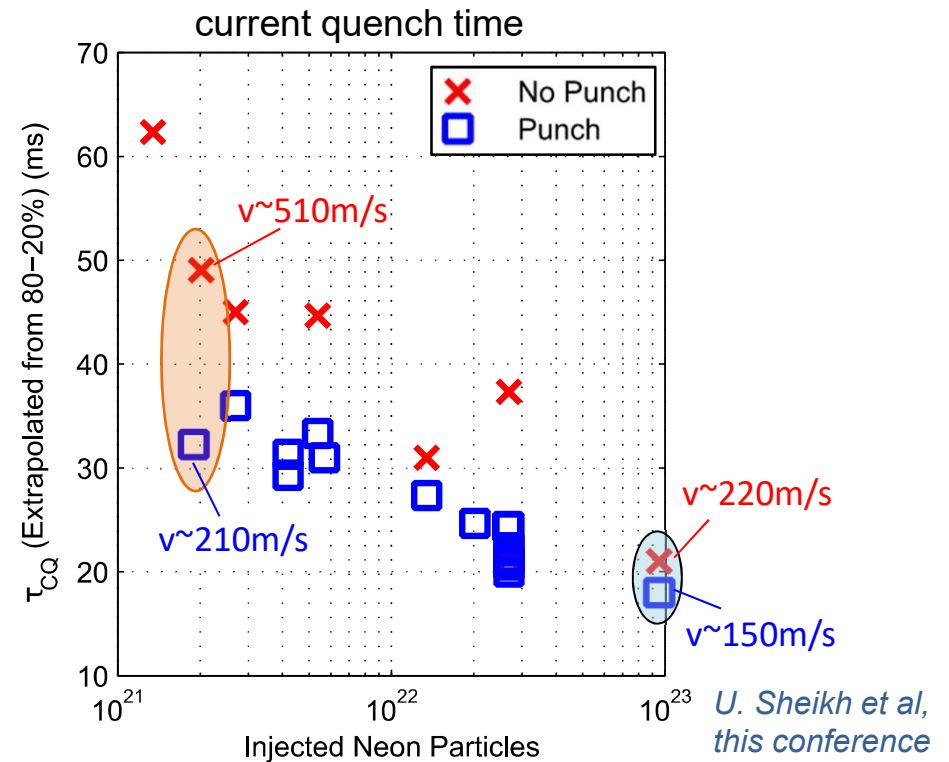 current quench time
70
60
50
40
30
20
10
τCQ (Extrapolated from 80−20%) (ms)
No Punch
Punch
v~510m/s
v~210m/s
v~220m/s
v~150m/s
10^21
10^22
10^23
Injected Neon Particles
U. Sheikh et al,
this conference